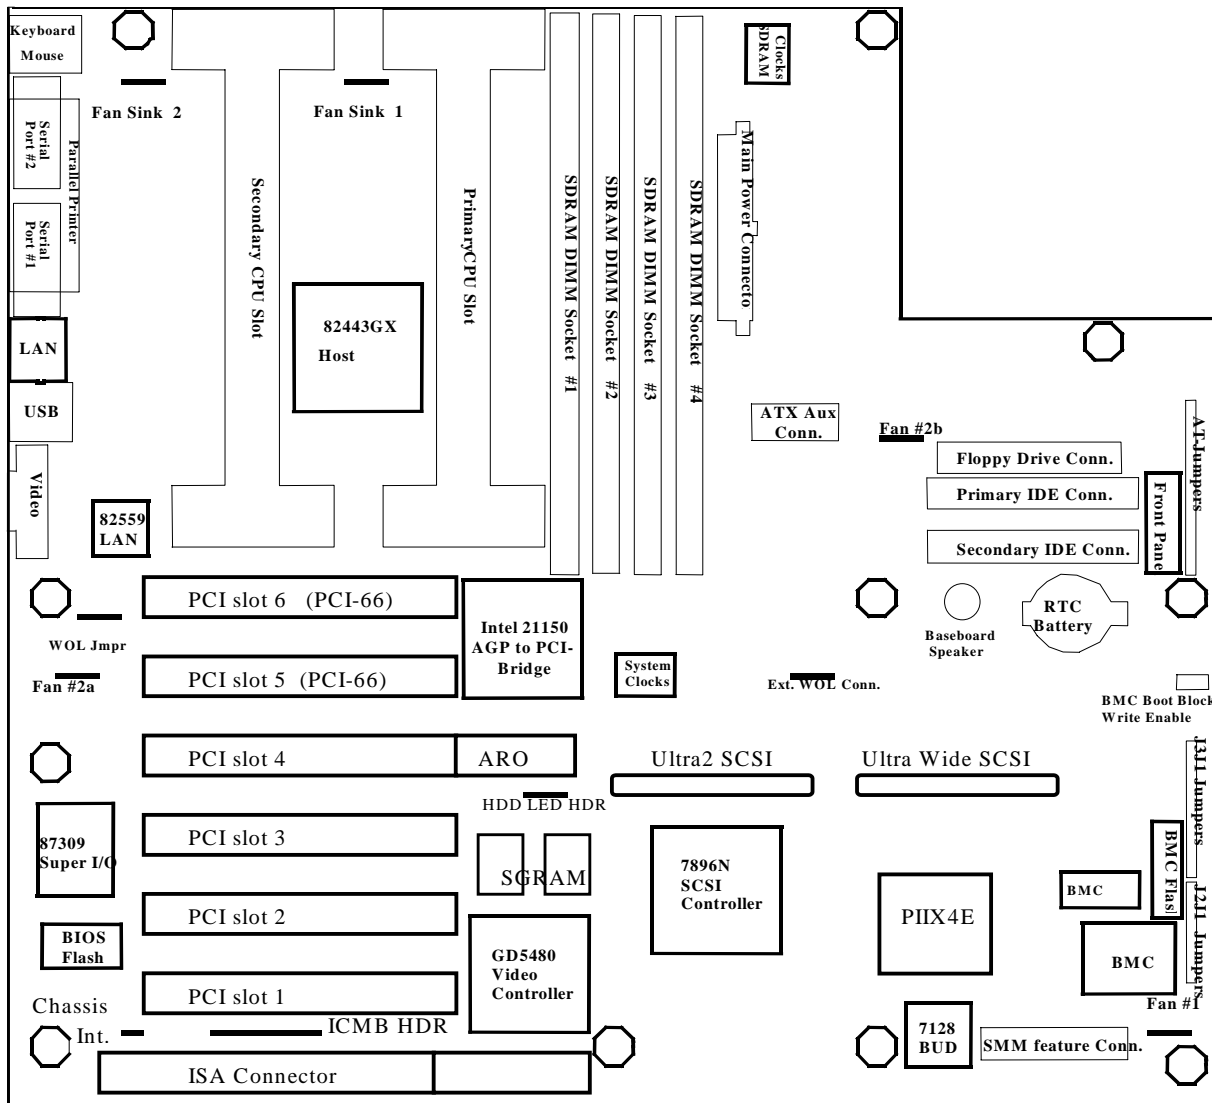 Keyboard
Mouse
Fan Sink 2
Fan Sink 1
Clocks
SDRAM
Serial
Port #2
Parallel Printer
Serial
Port #1
Secondary CPU Slot
PrimaryCPU Slot
SDRAM DIMM Socket #1
SDRAM DIMM Socket #2
SDRAM DIMM Socket #3
SDRAM DIMM Socket #4
Main Power Connecto
82443GX
Host
LAN
USB
Video
82559
LAN
ATX Aux
Conn.
Fan #2b
Floppy Drive Conn.
Primary IDE Conn.
Secondary IDE Conn.
Front Pane
AT-Jumpers
PCI slot 6 (PCI-66)
WOL Jmpr
Intel 21150
AGP to PCI-
Bridge
Baseboard
Speaker
RTC
Battery
PCI slot 5 (PCI-66)
Fan #2a
System
Clocks
Ext. WOL Conn.
BMC Boot Block
Write Enable
PCI slot 4
ARO
Ultra2 SCSI
Ultra Wide SCSI
HDD LED HDR
J3J1 Jumpers
87309
Super I/O
PCI slot 3
SGRAM
7896N
SCSI
Controller
PIIX4E
BMC
BMC Flas
J2J1 Jumpers
BIOS
Flash
PCI slot 2
GD5480
Video
Controller
BMC
PCI slot 1
Chassis
Int.
ICMB HDR
Fan #1
7128
BUD
SMM feature Conn.
ISA Connector